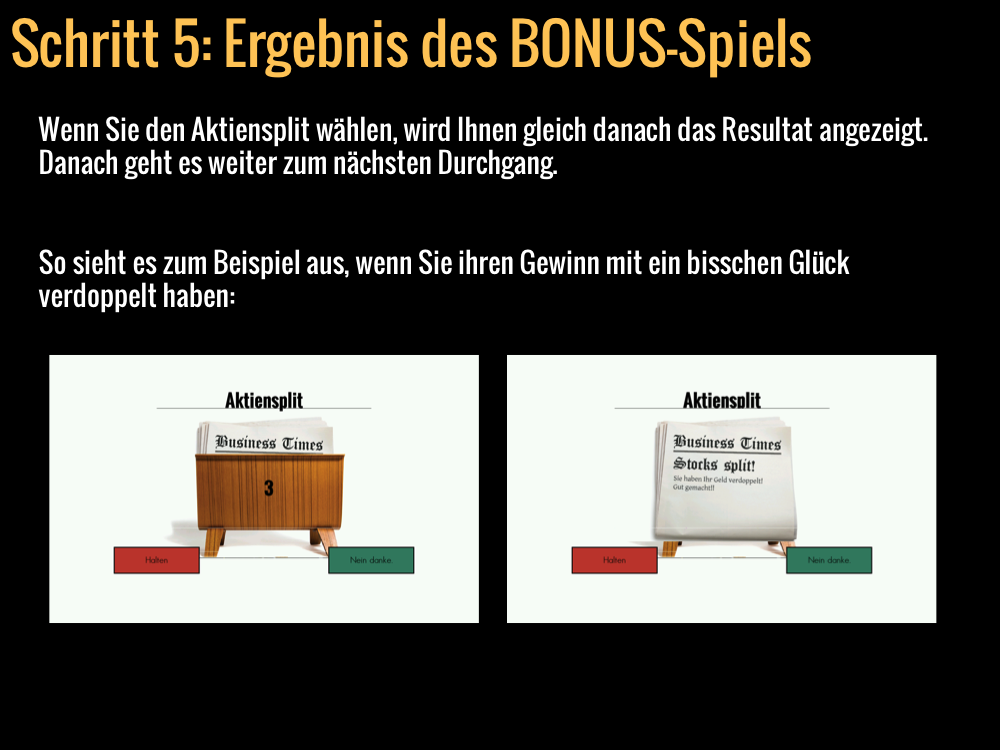 Schritt 5: Ergebnis des BONUS-Spiels
Wenn Sie den Aktiensplit wählen, wird Ihnen gleich danach das Resultat angezeigt.
Danach geht es weiter zum nächsten Durchgang.
So sieht es zum Beispiel aus, wenn Sie ihren Gewinn mit ein bisschen Glück
verdoppelt haben:
Aktiensplit
Business Times
3
Halten
Nein danke
Aktiensplit
Business Times
Stocks split!
Sie haben Ihr Geld verdoppelt!
Gut gemacht!!
Halten
Nein danke